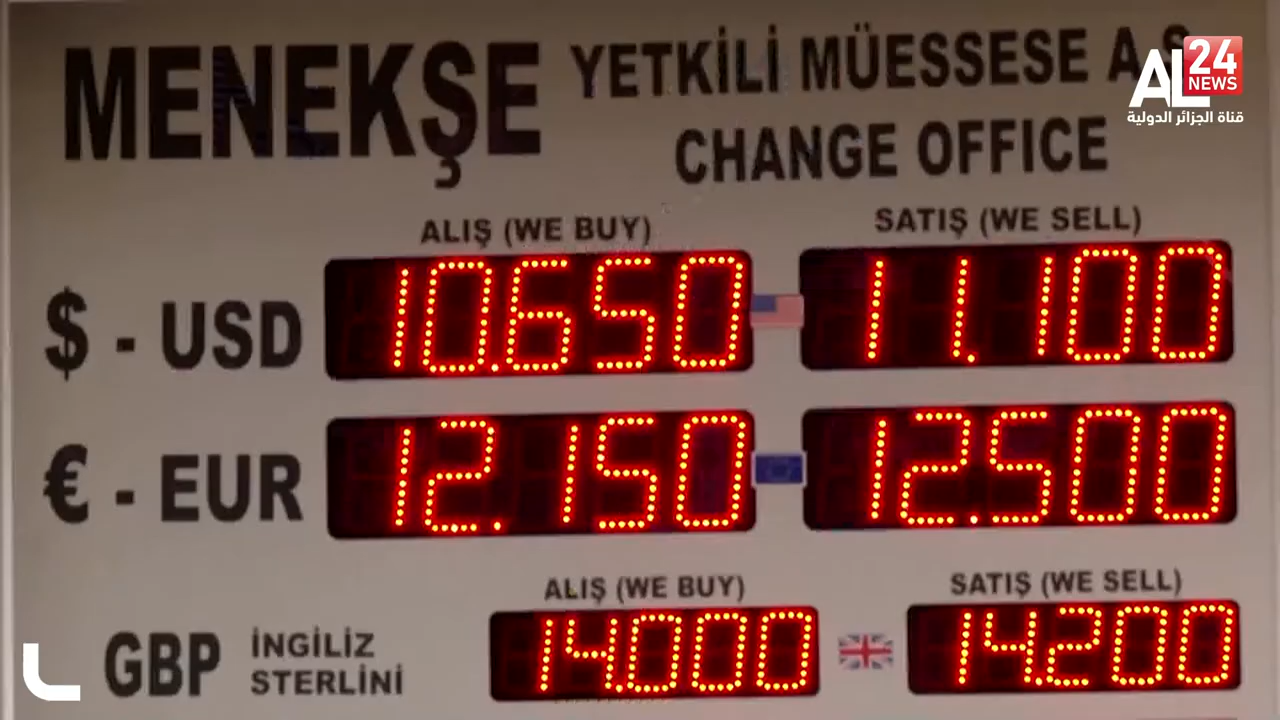 MENEKŞE YETKİLİ MÜESSESE A.Ş
CHANGE OFFICE
AL24
NEWS
قناة الجزائر الدولية
ALIŞ (WE BUY) SATIŞ (WE SELL)
$ - USD 10.650 11.100
€ - EUR 12.150 12.500
ALIŞ (WE BUY) SATIŞ (WE SELL)
GBP İNGİLİZ STERLİNİ 14.000 14.200